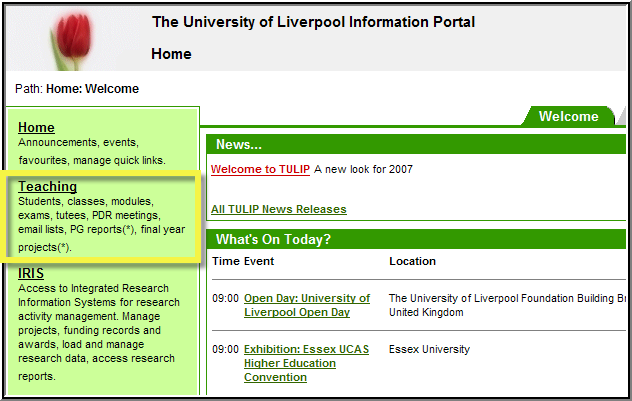 The University of Liverpool Information Portal
Home
Path: Home: Welcome
Home
Announcements, events,
favourites, manage quick links.
Teaching
Students, classes, modules,
exams, tutees, PDR meetings,
email lists, PG reports(*), final year
projects(*).
IRIS
Access to Integrated Research
Information Systems for research
activity management. Manage
projects, funding records and
awards, load and manage
research data, access research
reports.
Welcome
News...
Welcome to TULIP A new look for 2007
All TULIP News Releases
What's On Today?
Time Event Location
09:00 Open Day: University of The University of Liverpool Foundation Building
Liverpool Open Day United Kingdom
09:00 Exhibition: Essex UCAS Essex University
Higher Education
Convention